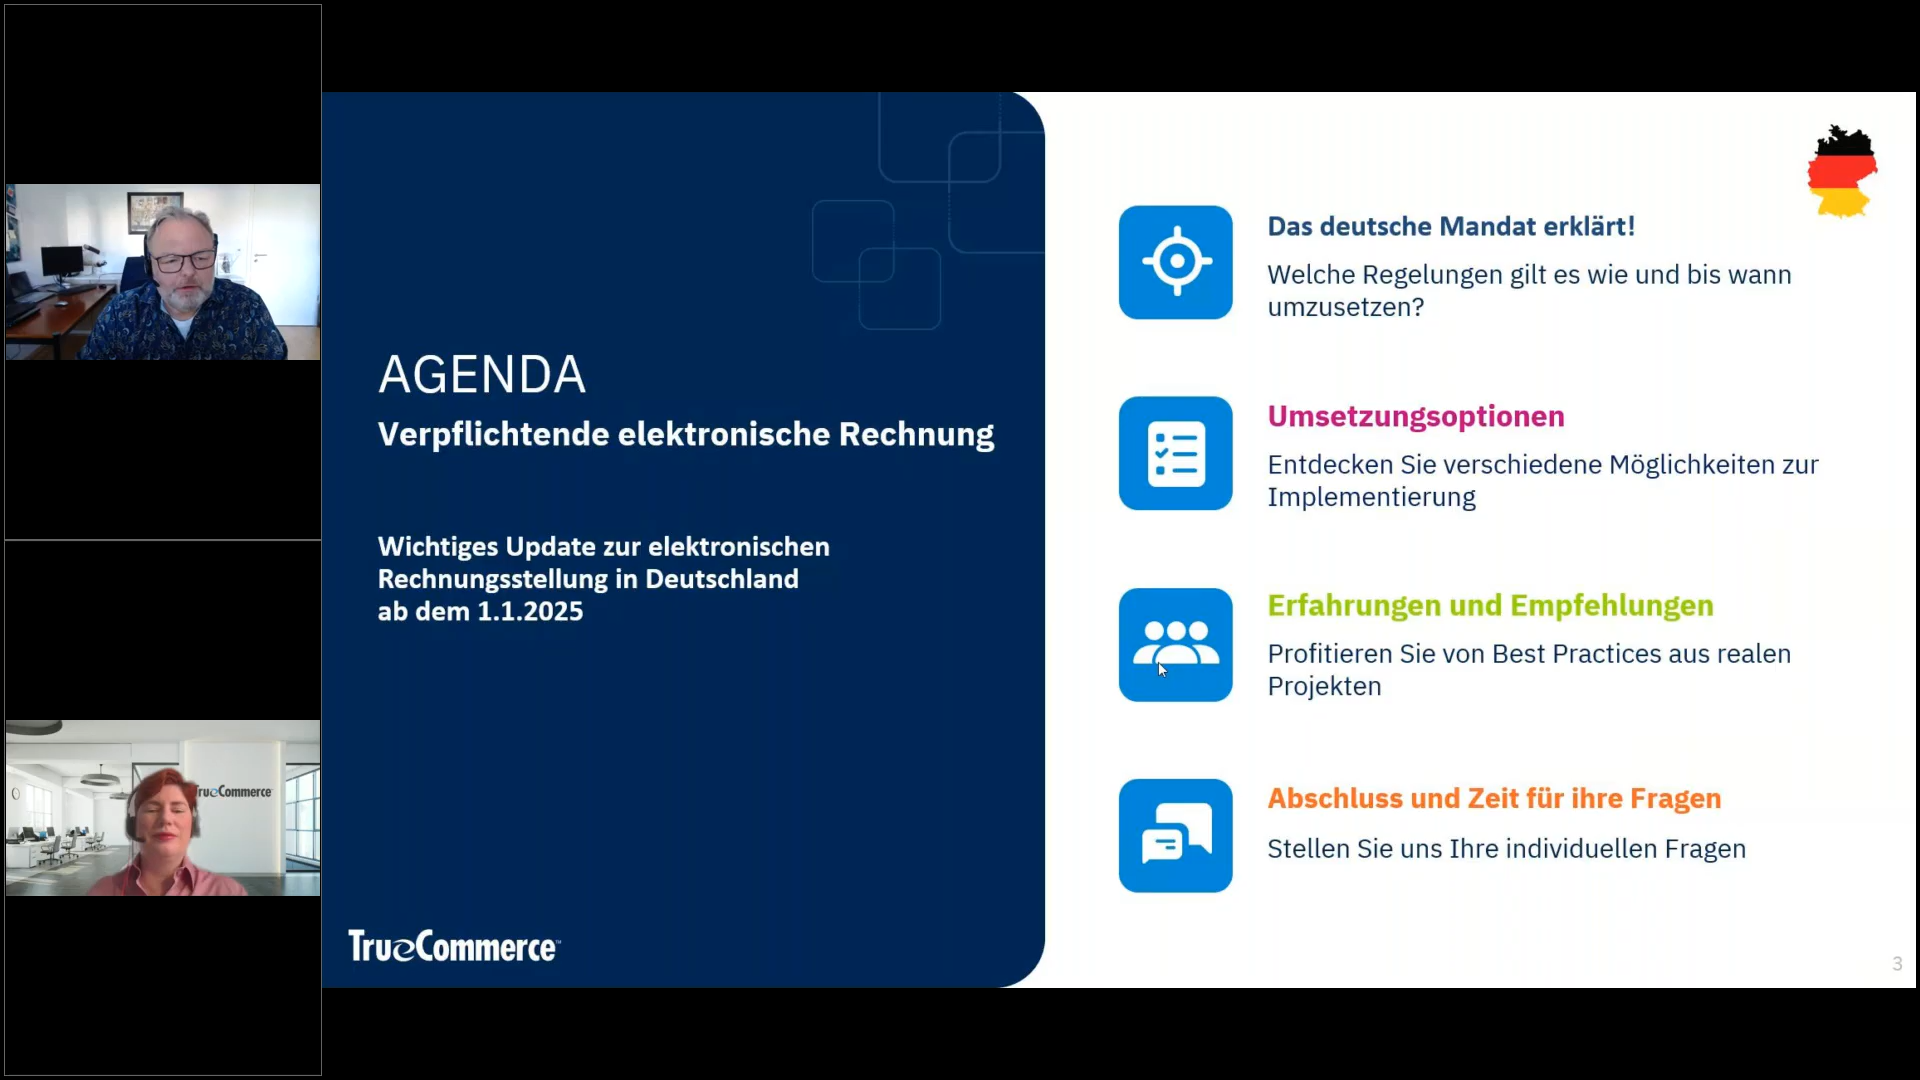 AGENDA
Verpflichtende elektronische Rechnung
Wichtiges Update zur elektronischen
Rechnungsstellung in Deutschland
ab dem 1.1.2025
TrueCommerce™
Das deutsche Mandat erklärt!
Welche Regelungen gilt es wie und bis wann
umzusetzen?
Umsetzungsoptionen
Entdecken Sie verschiedene Möglichkeiten zur
Implementierung
Erfahrungen und Empfehlungen
Profitieren Sie von Best Practices aus realen
Projekten
Abschluss und Zeit für ihre Fragen
Stellen Sie uns Ihre individuellen Fragen
3
TrueCommerce